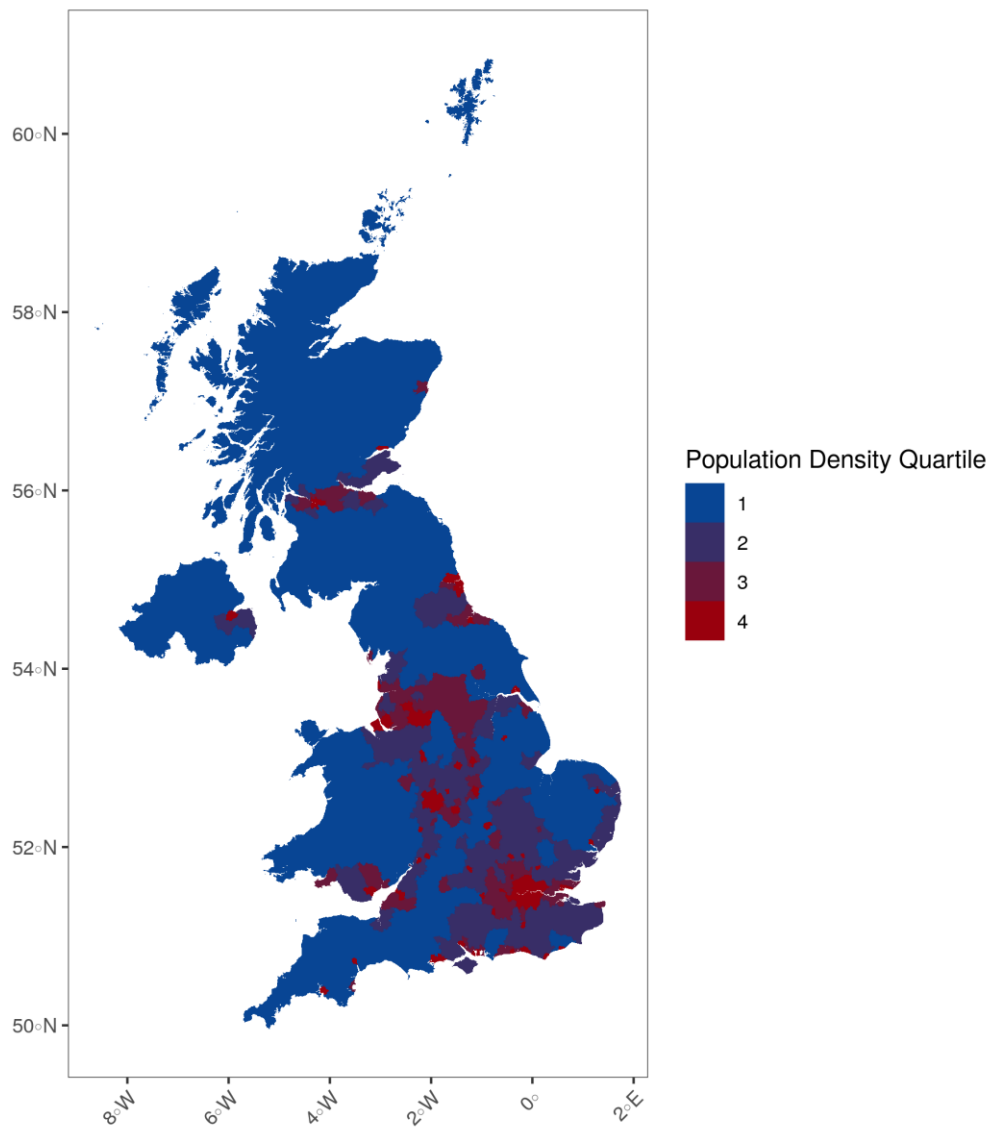 60◦N
58◦N
56◦N
54◦N
52◦N
50◦N
8◦W
6◦W
4◦W
2◦W
0◦
2◦E
Population Density Quartile
1
2
3
4